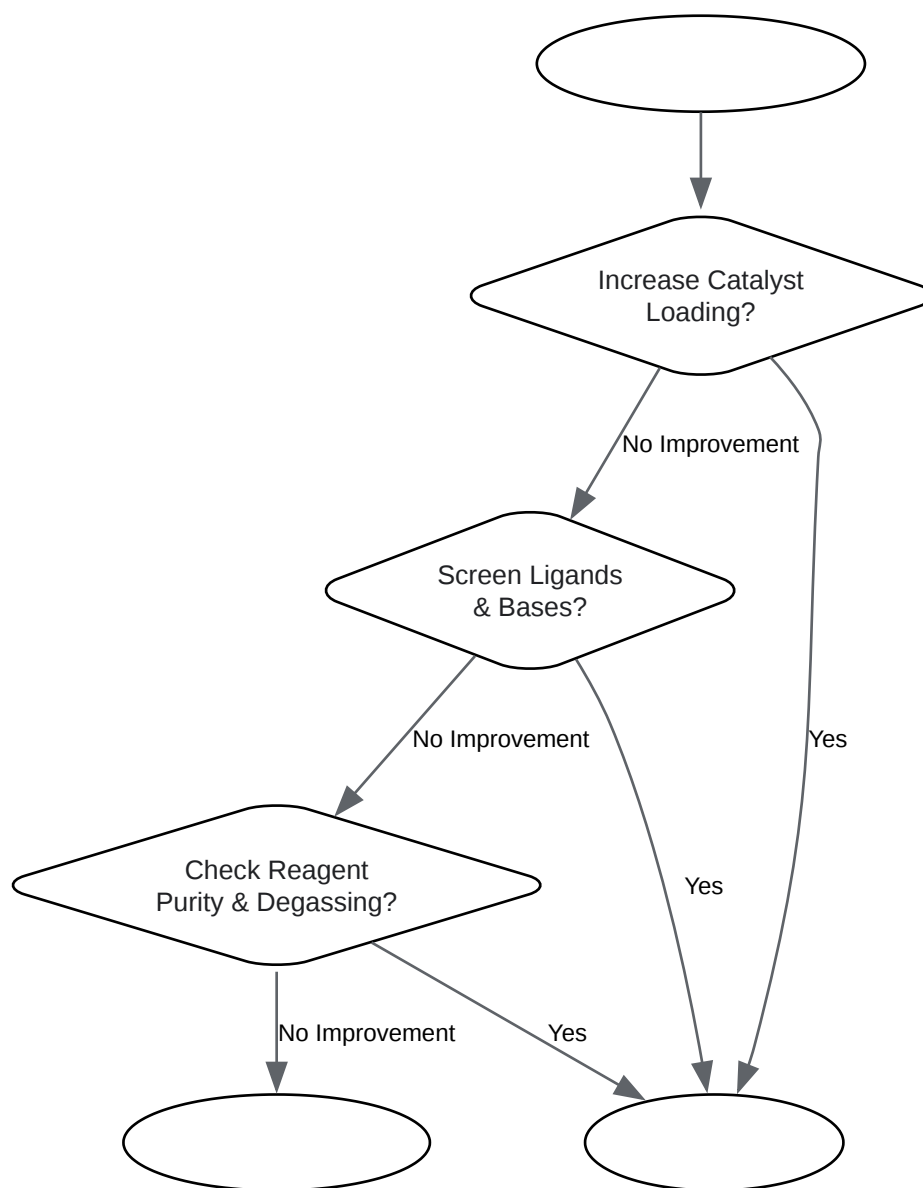 Increase Catalyst
Loading?
No Improvement
Screen Ligands
& Bases?
No Improvement
Yes
Check Reagent
Purity & Degassing?
Yes
No Improvement
Yes